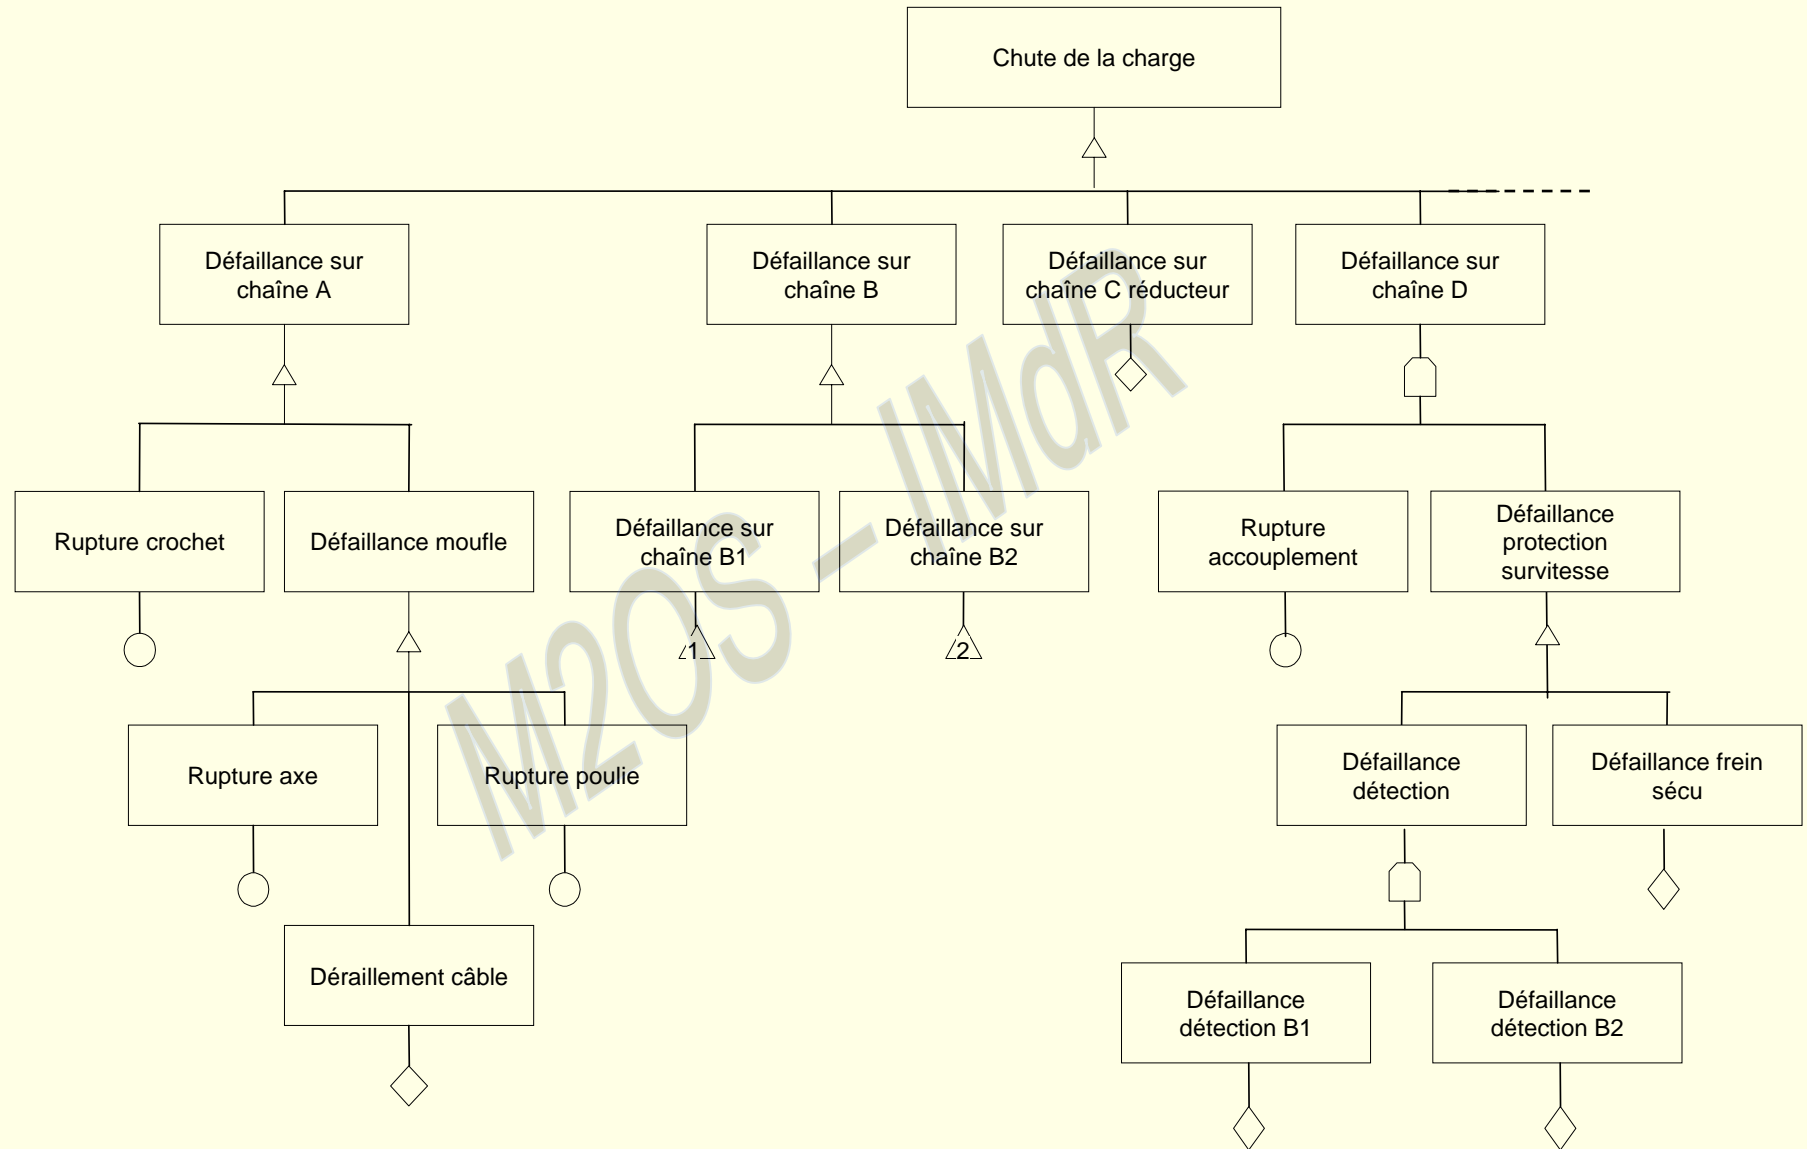 Chute de la charge
Défaillance sur
chaîne A
Défaillance sur
chaîne B
Défaillance sur
chaîne C réducteur
Défaillance sur
chaîne D
Rupture crochet
Défaillance moufle
Défaillance sur
chaîne B1
Défaillance sur
chaîne B2
Rupture
accouplement
Défaillance
protection
survitesse
1
2
Rupture axe
Rupture poulie
Défaillance
détection
Défaillance frein
sécu
Déraillement câble
Défaillance
détection B1
Défaillance
détection B2
M2OS – IMdR